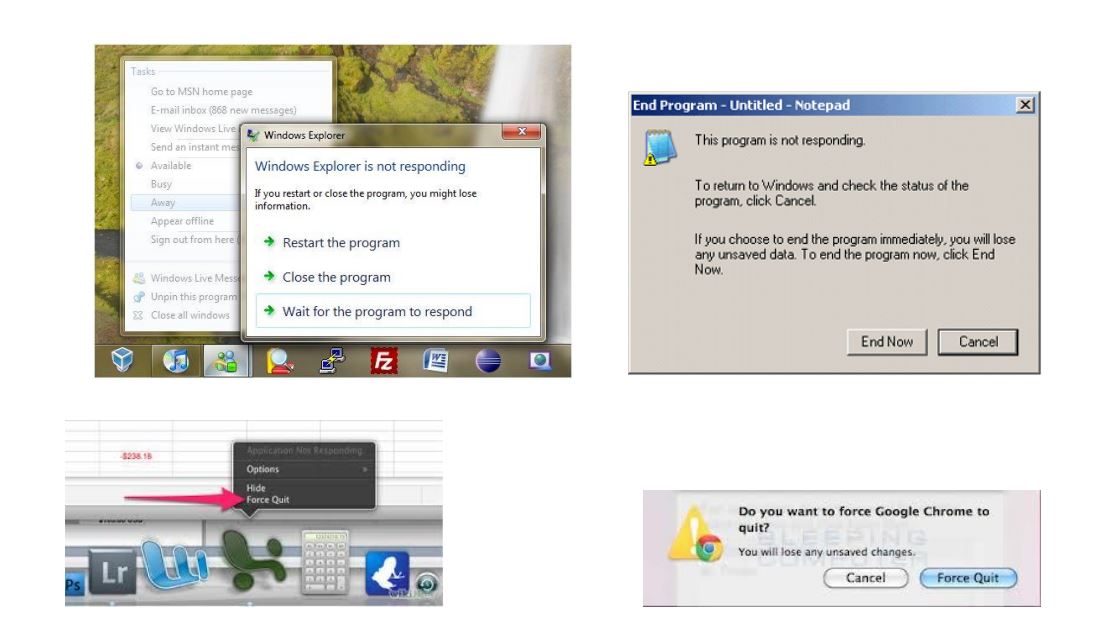 Tasks
Go to MSN home page
E-mail inbox (868 new messages)
View Windows Live
Send an instant mes
Available
Busy
Away
Appear offline
Sign out from here (
Windows Live Messe
Unpin this program
Close all windows
Windows Explorer
Windows Explorer is not responding
If you restart or close the program, you might lose
information.
Restart the program
Close the program
Wait for the program to respond
Fz
W
End Program - Untitled - Notepad
This program is not responding.
To return to Windows and check the status of the
program, click Cancel.
If you choose to end the program immediately, you will lose
any unsaved data. To end the program now, click End
Now.
End Now
Cancel
-$238.15
Application Not Responding
Options
Hide
Force Quit
Ps
Lr
Do you want to force Google Chrome to
quit?
BLEEPING
COMPUTER
You will lose any unsaved changes.
Cancel
Force Quit